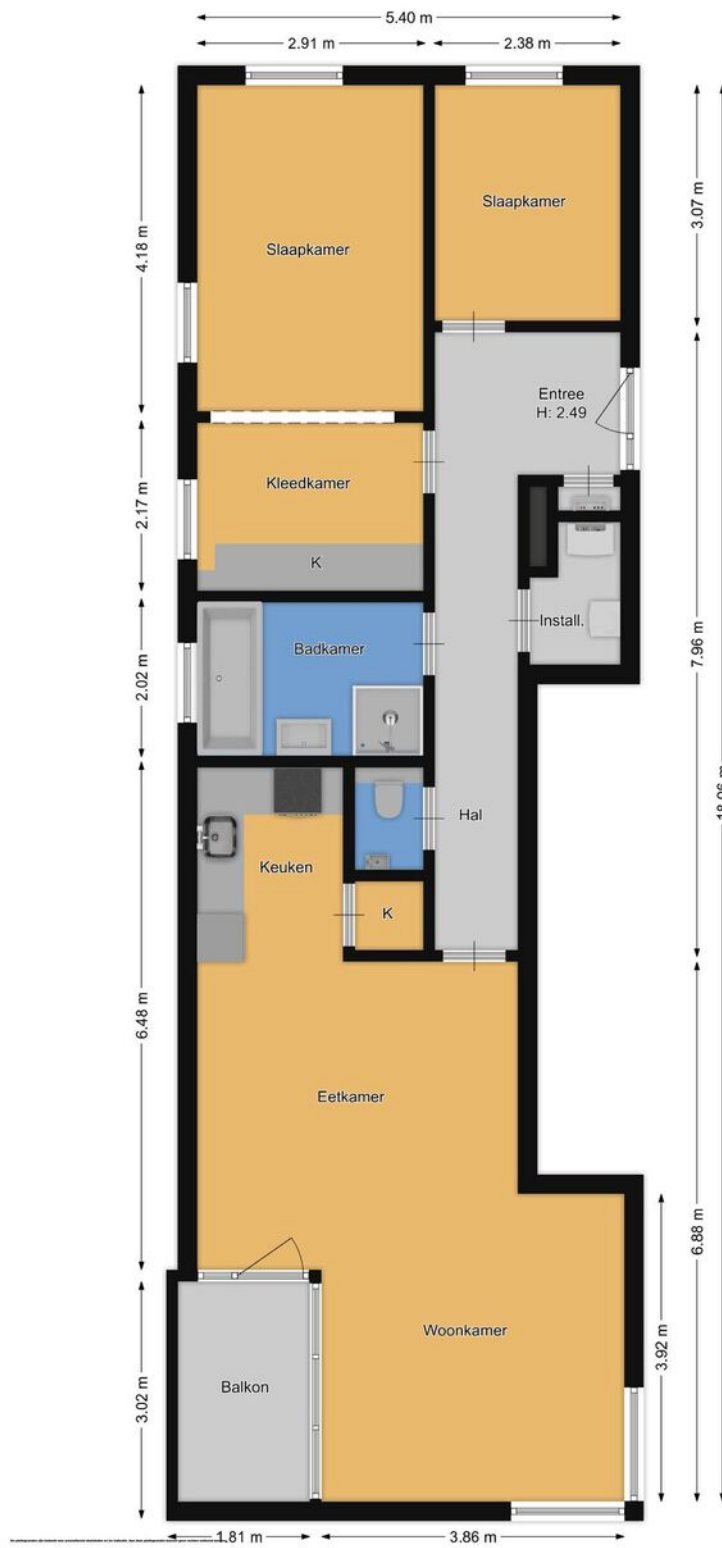 5.40 m
2.91 m
2.38 m
4.18 m
3.07 m
Slaapkamer
Slaapkamer
Entree
H: 2.49
2.17 m
Kleedkamer
K
Install.
2.02 m
Badkamer
7.96 m
18.06 m
Hal
Keuken
K
6.48 m
Eetkamer
6.88 m
Woonkamer
3.92 m
Balkon
3.02 m
1.81 m
3.86 m